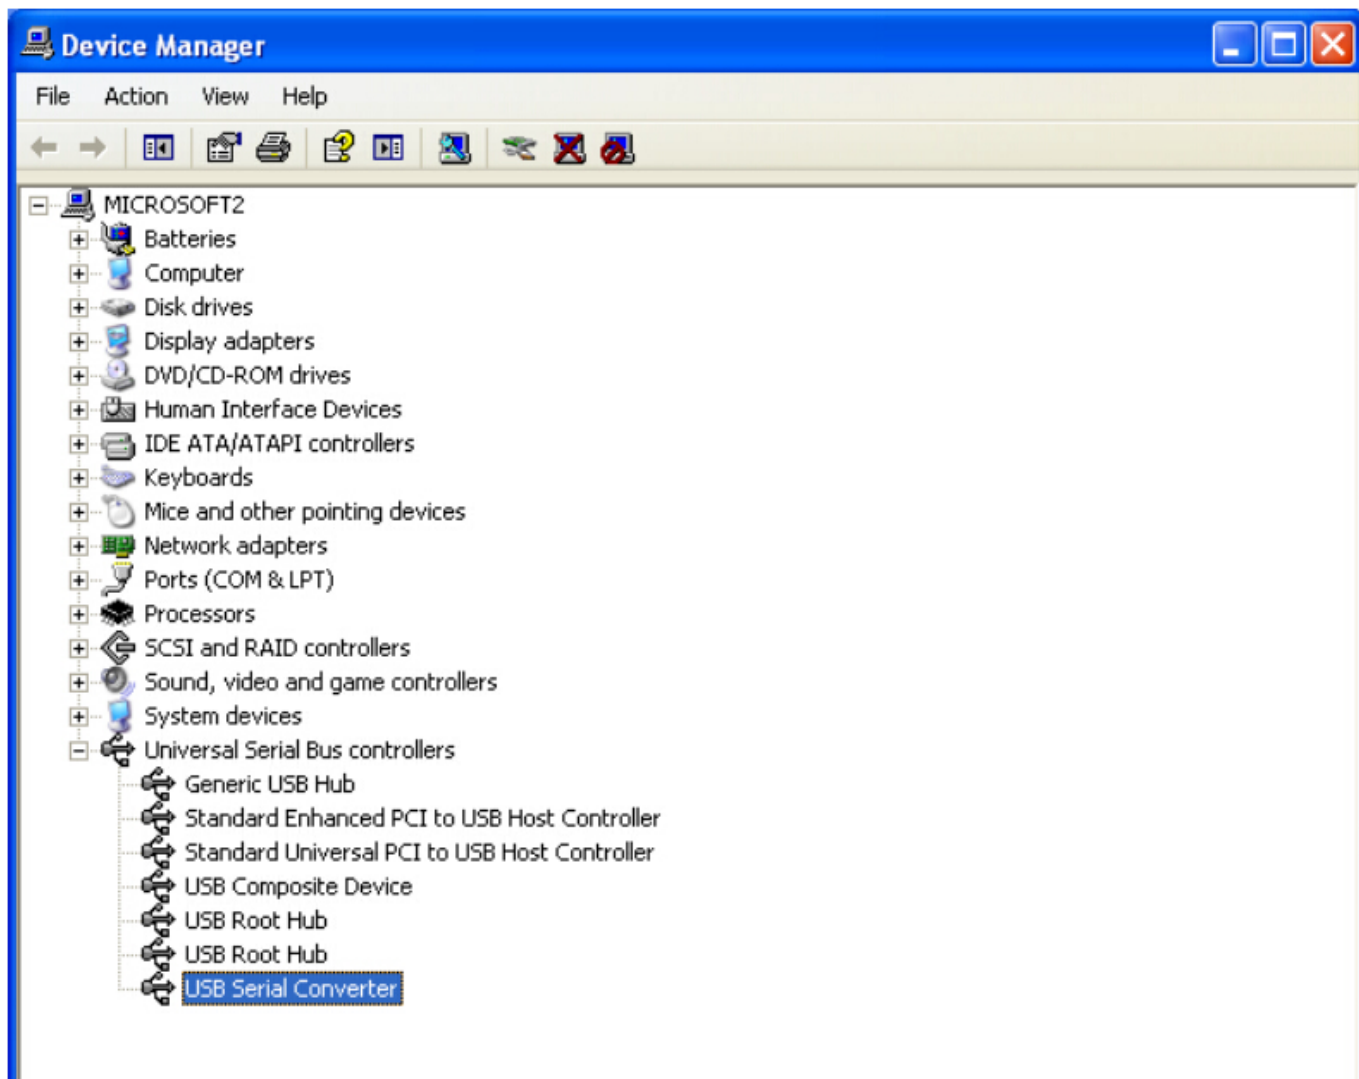 Device Manager
File Action View Help
MICROSOFT2
Batteries
Computer
Disk drives
Display adapters
DVD/CD-ROM drives
Human Interface Devices
IDE ATA/ATAPI controllers
Keyboards
Mice and other pointing devices
Network adapters
Ports (COM & LPT)
Processors
SCSI and RAID controllers
Sound, video and game controllers
System devices
Universal Serial Bus controllers
Generic USB Hub
Standard Enhanced PCI to USB Host Controller
Standard Universal PCI to USB Host Controller
USB Composite Device
USB Root Hub
USB Root Hub
USB Serial Converter